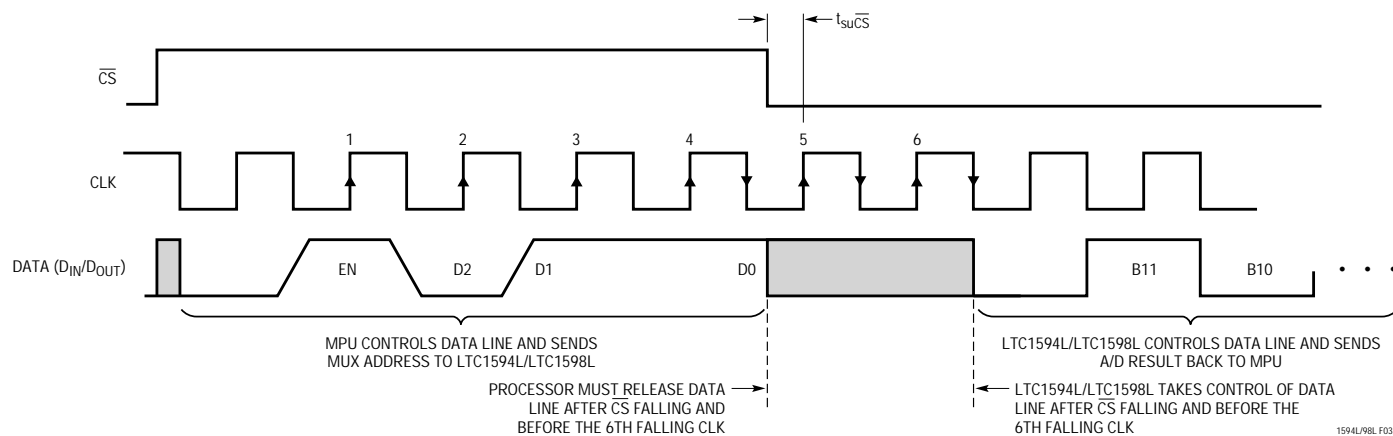 tsuCS
CS
1 2 3 4 5 6
CLK
DATA (DIN/DOUT)
EN D2 D1 D0 B11 B10 • • •
MPU CONTROLS DATA LINE AND SENDS
MUX ADDRESS TO LTC1594L/LTC1598L
LTC1594L/LTC1598L CONTROLS DATA LINE AND SENDS
A/D RESULT BACK TO MPU
PROCESSOR MUST RELEASE DATA
LINE AFTER CS FALLING AND
BEFORE THE 6TH FALLING CLK
LTC1594L/LTC1598L TAKES CONTROL OF DATA
LINE AFTER CS FALLING AND BEFORE THE
6TH FALLING CLK
1594L/98L F03